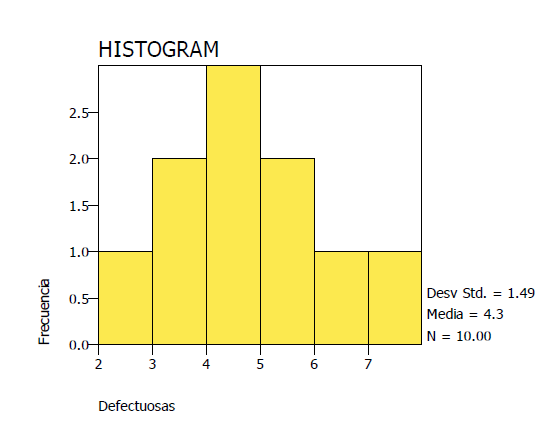 HISTOGRAM
2.5
2.0
1.5
1.0
0.5
0.0
Frecuencia
2 3 4 5 6 7
Defectuosas
Desv Std. = 1.49
Media = 4.3
N = 10.00